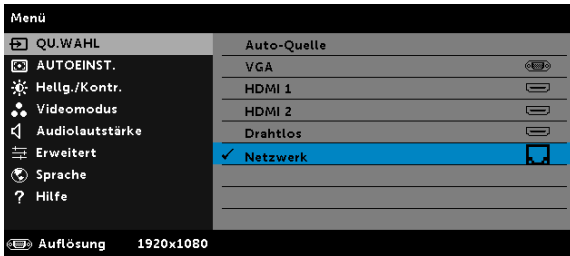 Menü
QU.WAHL
AUTOEINST.
Hellg./Kontr.
Videomodus
Audiolautstärke
Erweitert
Sprache
Hilfe
Auto-Quelle
VGA
HDMI 1
HDMI 2
Drahtlos
Netzwerk
Auflösung 1920x1080